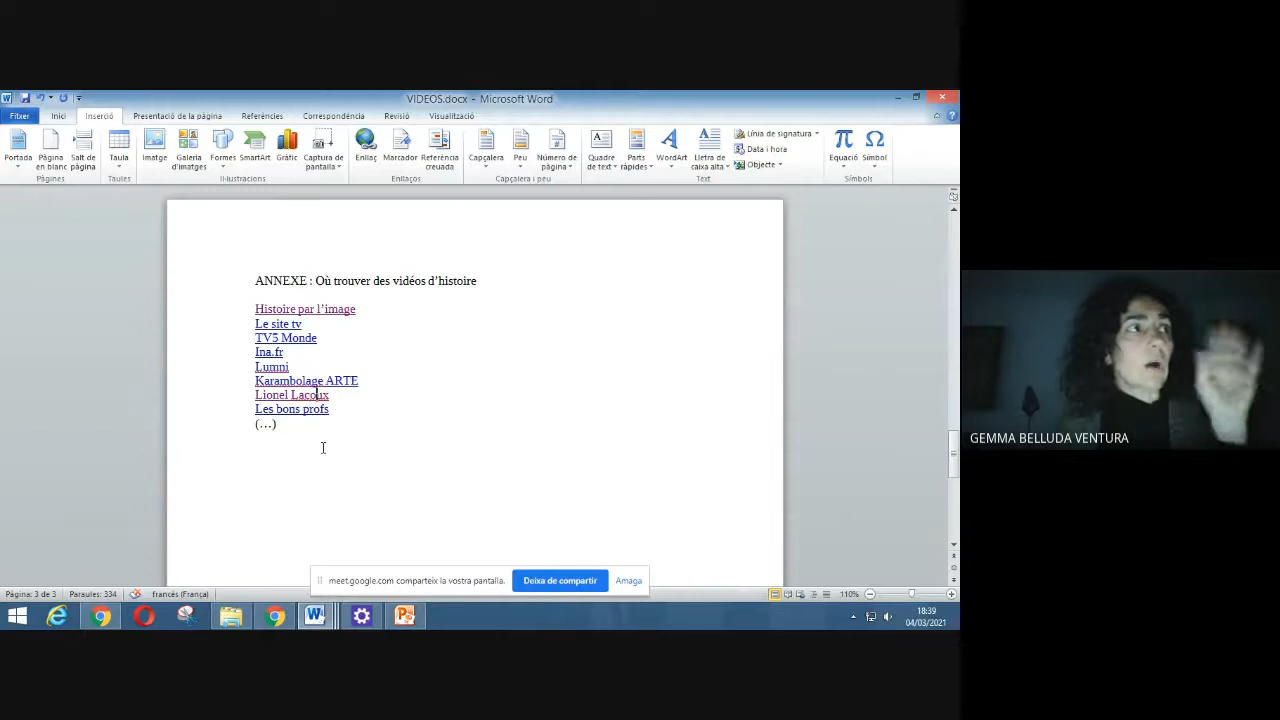 VIDEOS.docx - Microsoft Word
Fitxer Inici Inserció Presentació de la pàgina Referències Correspondència Revisió Visualització
Portada Pàgina en blanc Salt de pàgina Taula Imatge Galeria d'imatges Formes SmartArt Gràfic Captura de pantalla Enllaç Marcador Referència creuada Capçalera Peu Número de pàgina Quadre de text Parts ràpides WordArt Lletra de caixa alta Línia de signatura Equació Símbol
Data i hora
Objecte
Pàgines Taules Il·lustracions Enllaços Capçalera i peu Text Símbols
ANNEXE : Où trouver des vidéos d’histoire
Histoire par l’image
Le site tv
TV5 Monde
Ina.fr
Lumni
Karambolage ARTE
Lionel Lacoux
Les bons profs
(…)
GEMMA BELLUDA VENTURA
meet.google.com comparteix la vostra pantalla. Deixa de compartir Amaga
Pàgina: 3 de 3 Paraules: 334 francés (França) 110%
18:39
04/03/2021